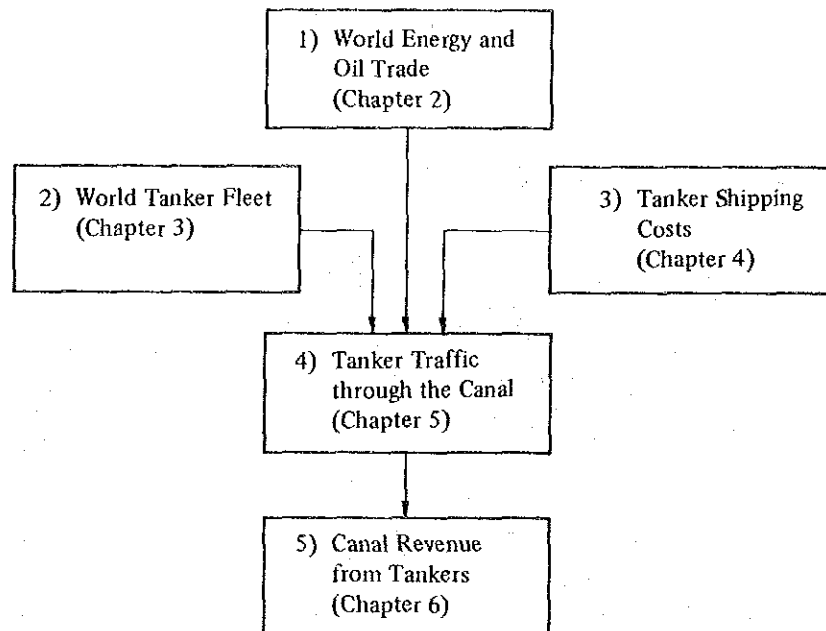 1) World Energy and
Oil Trade
(Chapter 2)
2) World Tanker Fleet
(Chapter 3)
3) Tanker Shipping
Costs
(Chapter 4)
4) Tanker Traffic
through the Canal
(Chapter 5)
5) Canal Revenue
from Tankers
(Chapter 6)